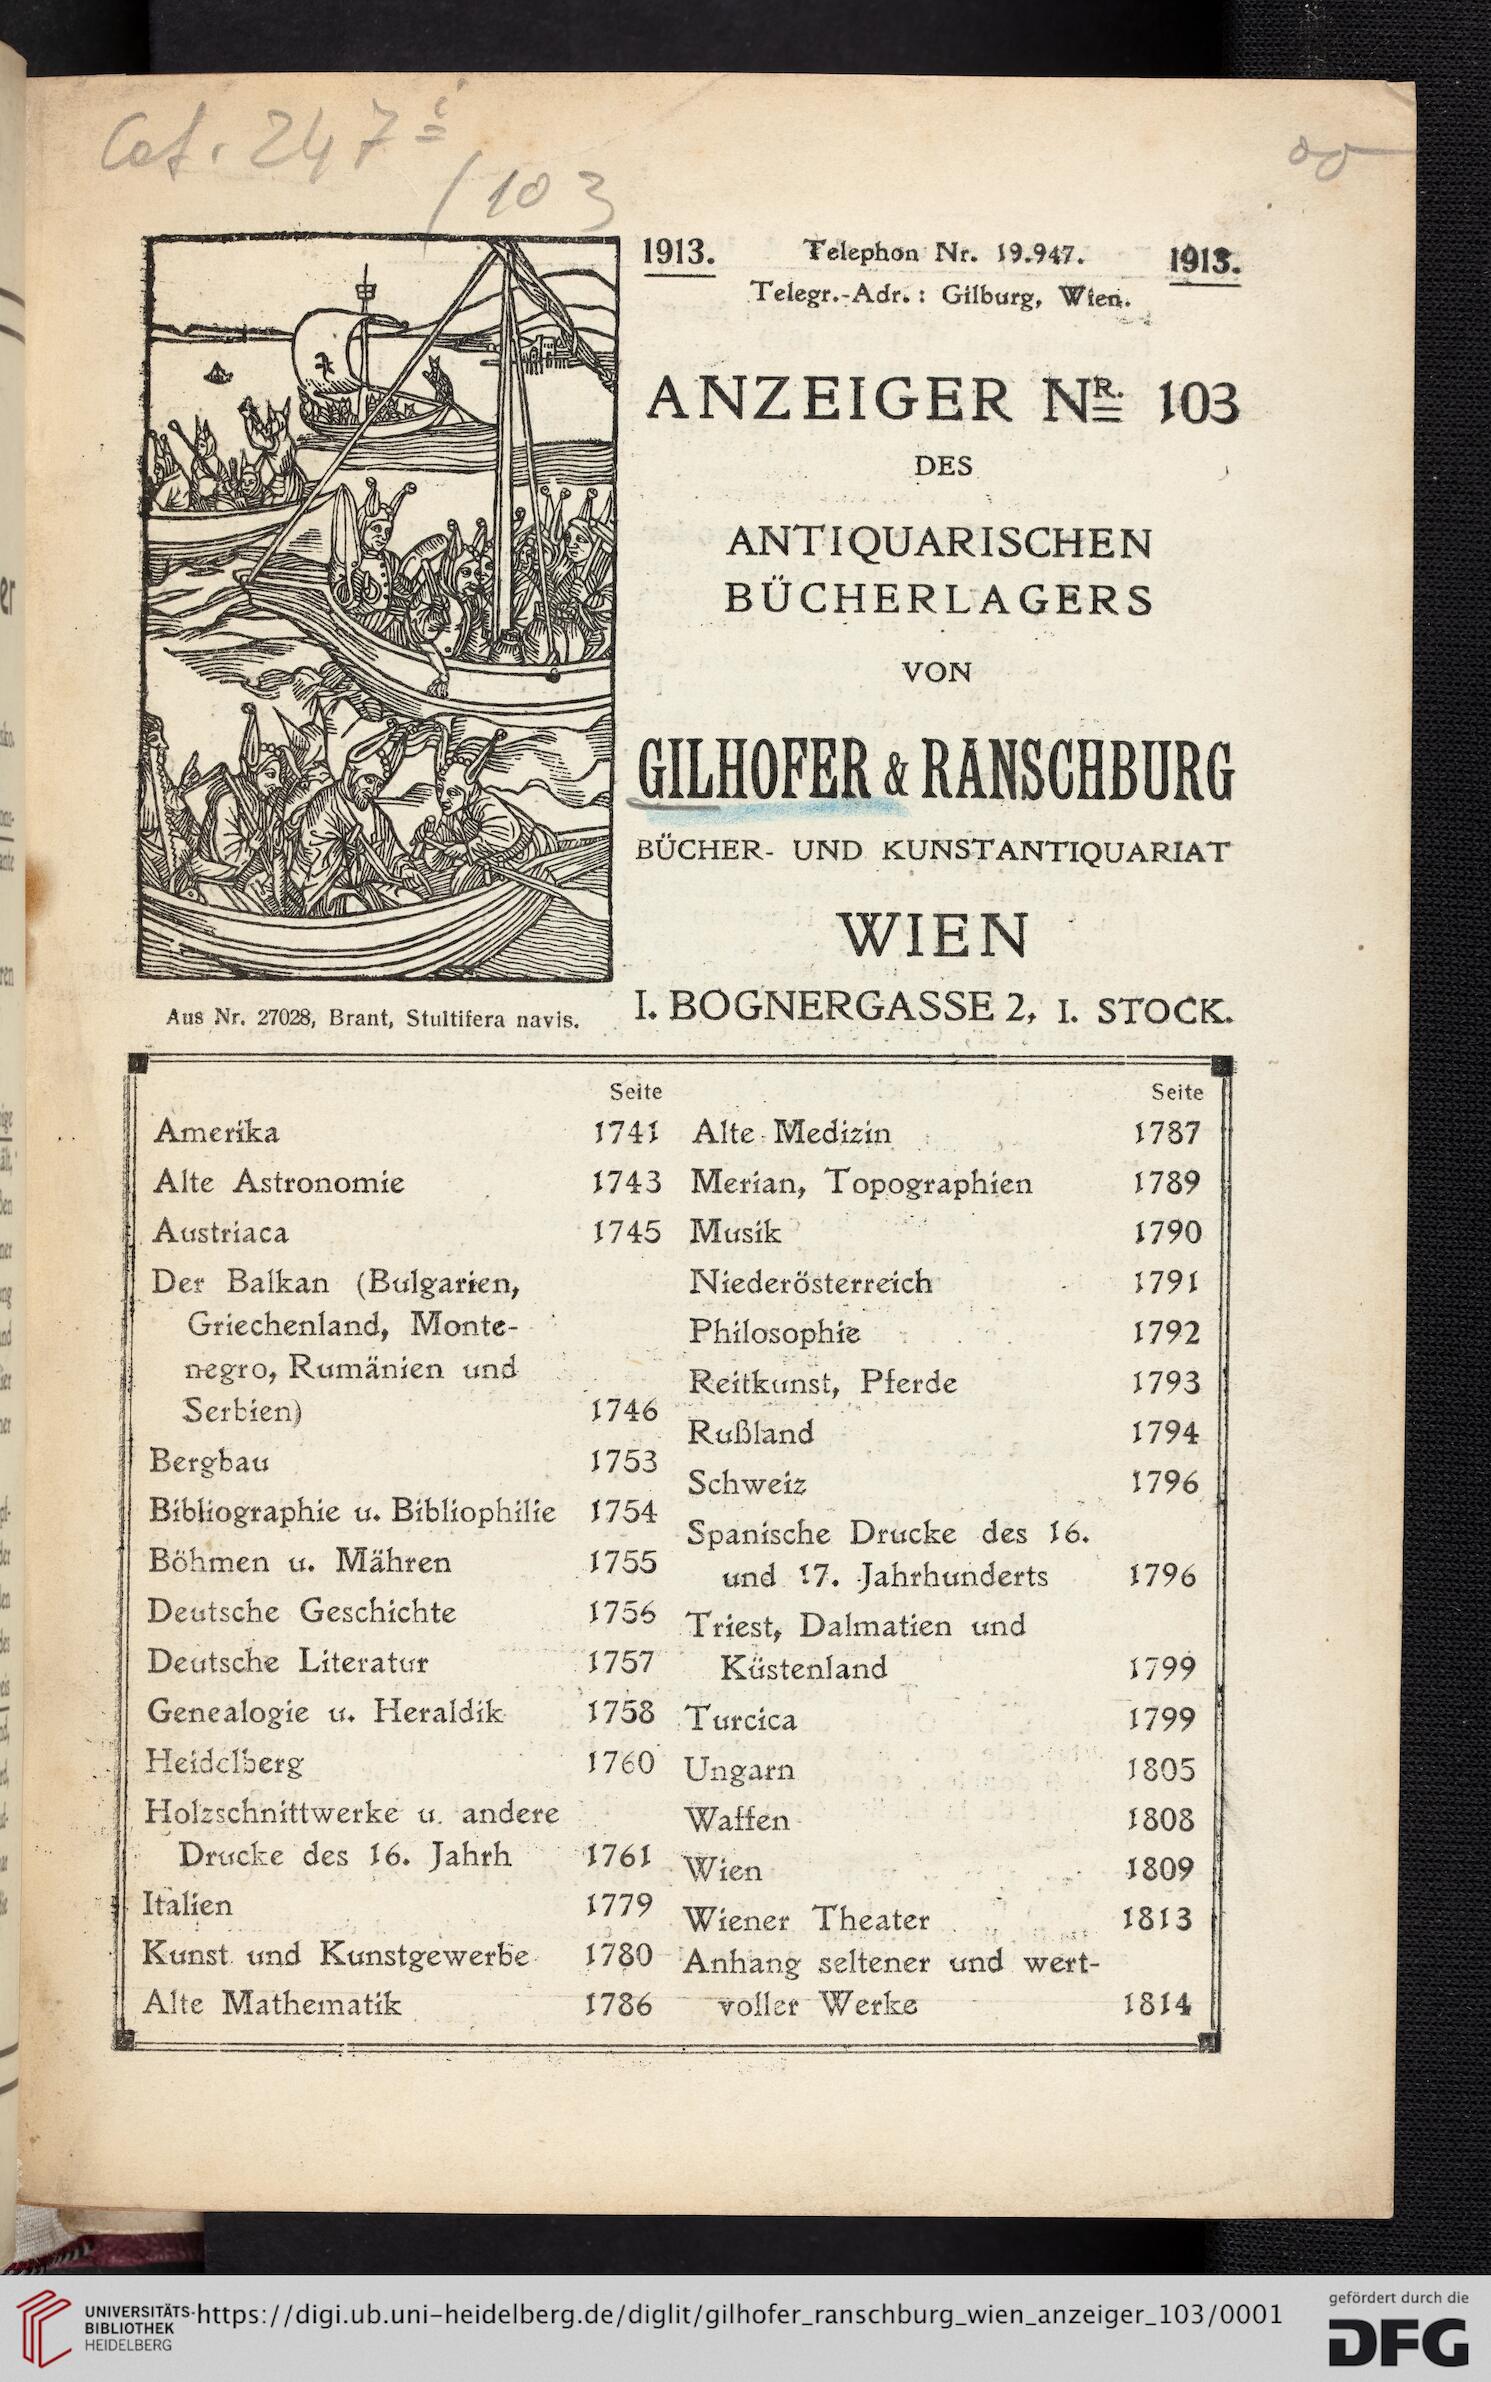 Cat. 247
/103
1913. Telephon Nr. 19.947. 1913.
Telegr.-Adr.: Gilburg, Wien.
ANZEIGER NR. 103
DES
ANTIQUARISCHEN
BÜCHERLAGERS
VON
GILHOFER & RANSCHBURG
BÜCHER- UND KUNSTANTIQUARIAT
WIEN
I. BOGNERGASSE 2, I. STOCK.
Aus Nr. 27028, Brant, Stultifera navis.
Seite
Amerika 1741
Alte Astronomie 1743
Austriaca 1745
Der Balkan (Bulgarien,
Griechenland, Monte-
negro, Rumänien und
Serbien) 1746
Bergbau 1753
Bibliographie u. Bibliophilie 1754
Böhmen u. Mähren 1755
Deutsche Geschichte 1756
Deutsche Literatur 1757
Genealogie u. Heraldik 1758
Heidelberg 1760
Holzschnittwerke u. andere
Drucke des 16. Jahrh 1761
Italien 1779
Kunst und Kunstgewerbe 1780
Alte Mathematik 1786
Seite
Alte Medizin 1787
Merian, Topographien 1789
Musik 1790
Niederösterreich 1791
Philosophie 1792
Reitkunst, Pferde 1793
Rußland 1794
Schweiz 1796
Spanische Drucke des 16.
und 17. Jahrhunderts 1796
Triest, Dalmatien und
Küstenland 1799
Turcica 1799
Ungarn 1805
Waffen 1808
Wien 1809
Wiener Theater 1813
Anhang seltener und wert-
voller Werke 1814
UNIVERSITÄTS-
BIBLIOTHEK
HEIDELBERG
https://digi.ub.uni-heidelberg.de/diglit/gilhofer_ranschburg_wien_anzeiger_103/0001
gefördert durch die
DFG